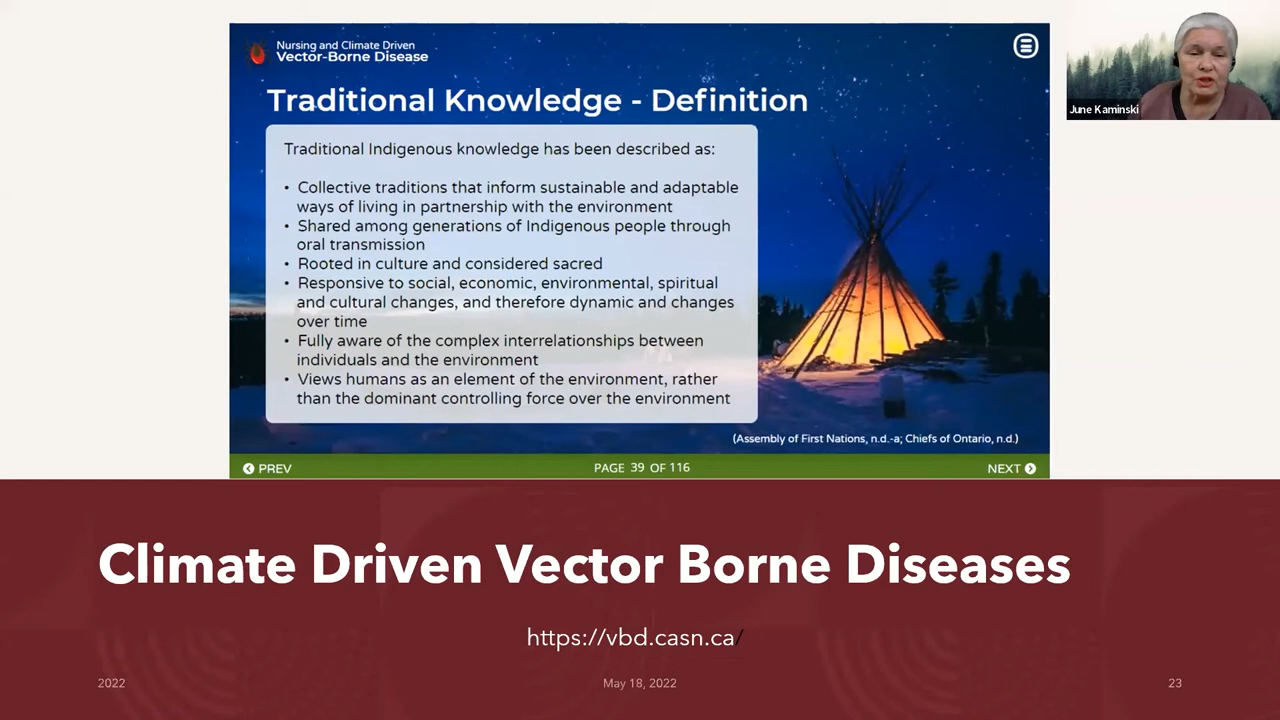 Nursing and Climate Driven
Vector-Borne Disease
June Kaminski
Traditional Knowledge - Definition
Traditional Indigenous knowledge has been described as:
• Collective traditions that inform sustainable and adaptable
ways of living in partnership with the environment
• Shared among generations of Indigenous people through
oral transmission
• Rooted in culture and considered sacred
• Responsive to social, economic, environmental, spiritual
and cultural changes, and therefore dynamic and changes
over time
• Fully aware of the complex interrelationships between
individuals and the environment
• Views humans as an element of the environment, rather
than the dominant controlling force over the environment
(Assembly of First Nations, n.d.-a; Chiefs of Ontario, n.d.)
PREV PAGE 39 OF 116 NEXT
Climate Driven Vector Borne Diseases
https://vbd.casn.ca/
2022 May 18, 2022 23